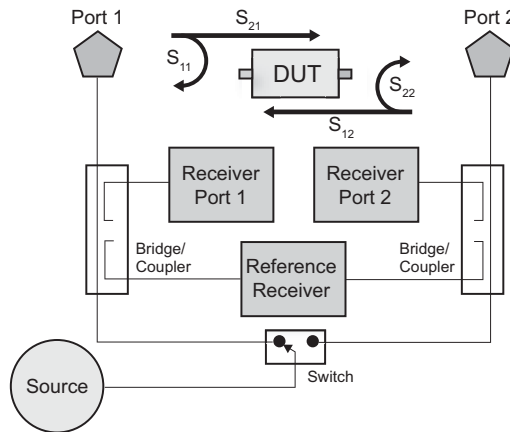 Port 1
Port 2
S21
S11
DUT
S22
S12
Receiver
Port 1
Receiver
Port 2
Bridge/
Coupler
Reference
Receiver
Bridge/
Coupler
Source
Switch